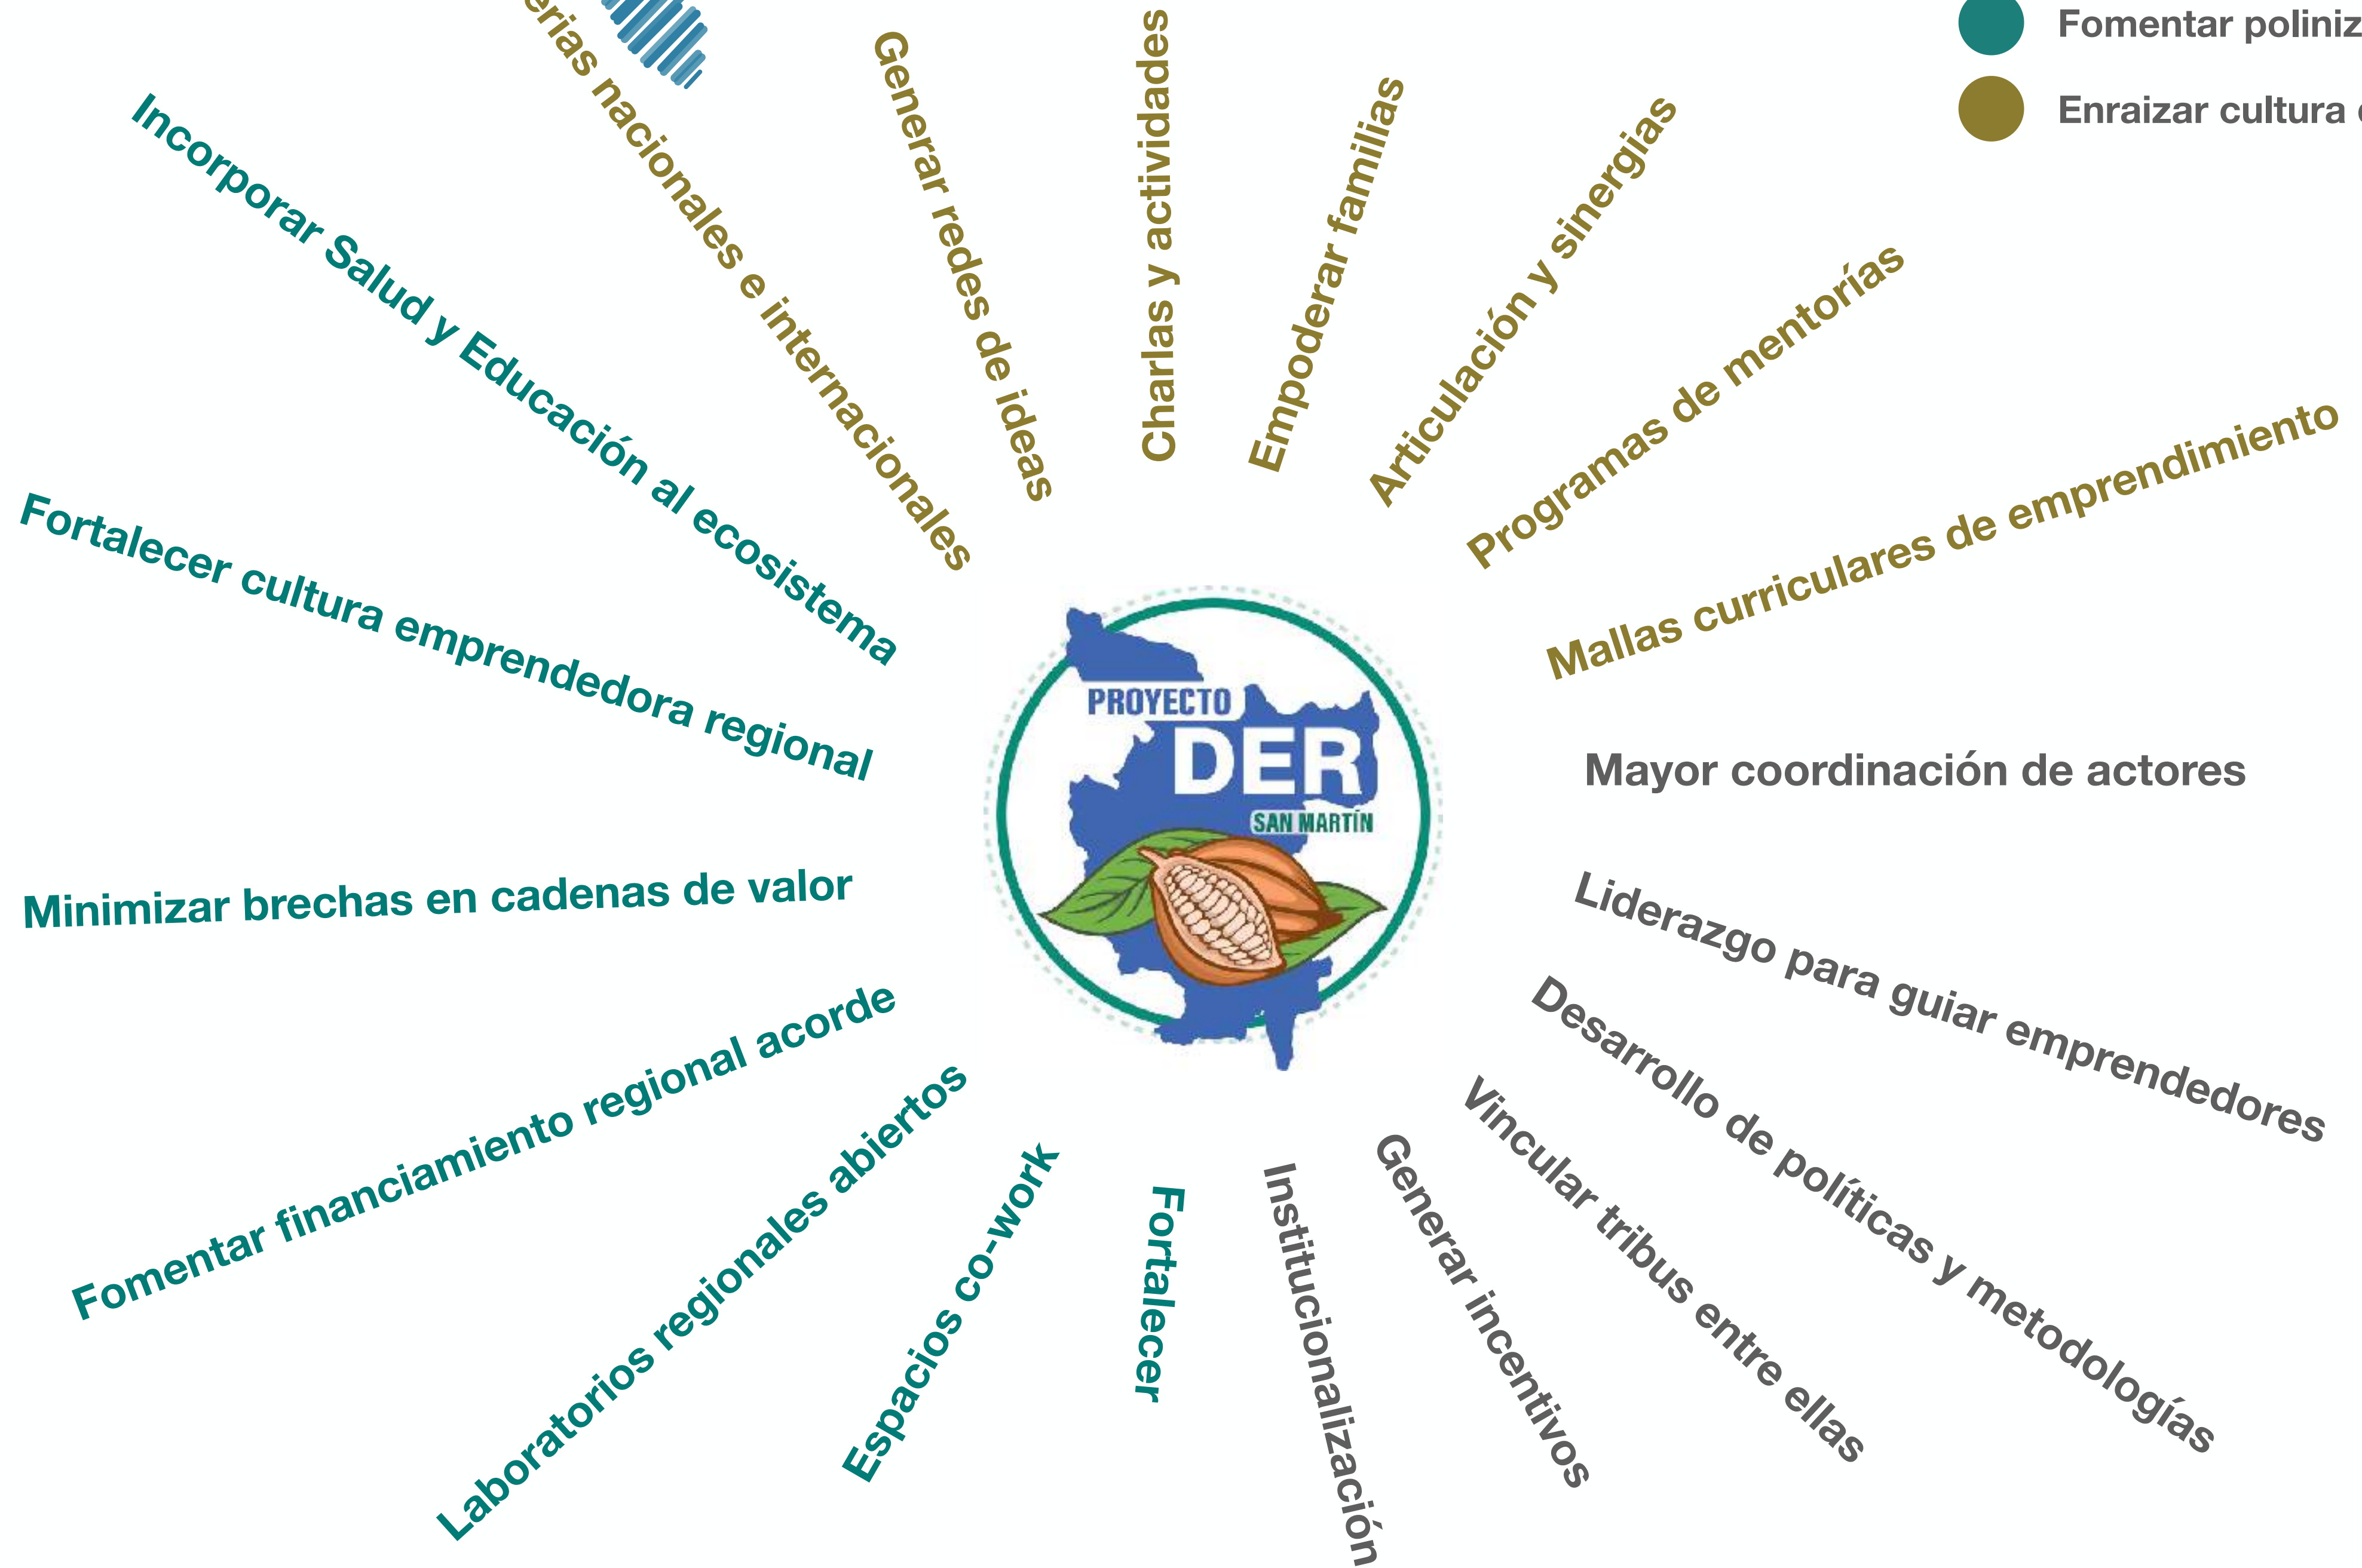 Fomentar
Enraizar cultura
nacionales e internacionales
Generar redes de ideas
Charlas y actividades
Empoderar familias
Articulación y sinergias
Programas de mentorías
Mallas curriculares de emprendimiento
Mayor coordinación de actores
Liderazgo para guiar emprendedores
Desarrollo de políticas y metodologías
Vincular tribus entre ellas
Generar incentivos
Institucionalización
Fortalecer
Espacios co-work
Laboratorios regionales abiertos
Fomentar financiamiento regional acorde
Minimizar brechas en cadenas de valor
Fortalecer cultura emprendedora regional
Incorporar Salud y Educación al ecosistema
PROYECTO
DER
SAN MARTÍN